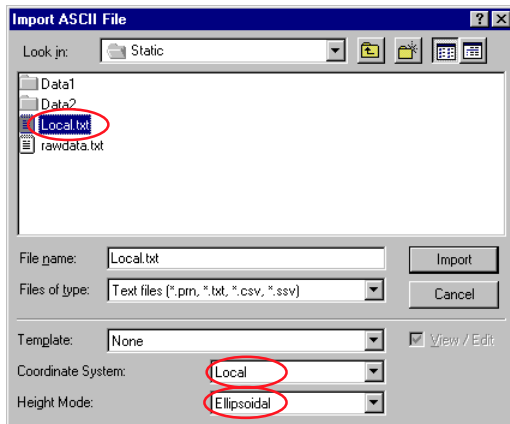 Import ASCII File
Look in: Static
Data1
Data2
Local.txt
rawdata.txt
File name: Local.txt Import
Files of type: Text files (*.prn, *.txt, *.csv, *.ssv) Cancel
Template: None View / Edit
Coordinate System: Local
Height Mode: Ellipsoidal